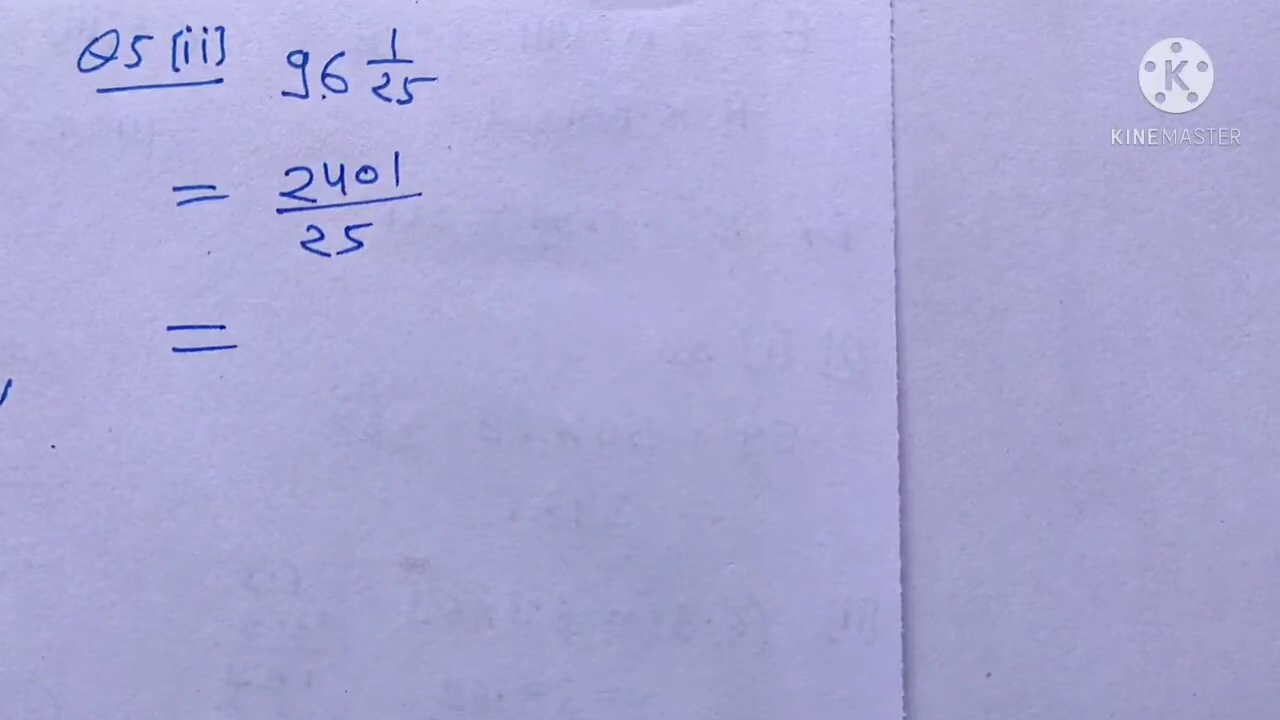 Q5 [ii] 96 1/25
= 2401/25
=
KINEMASTER